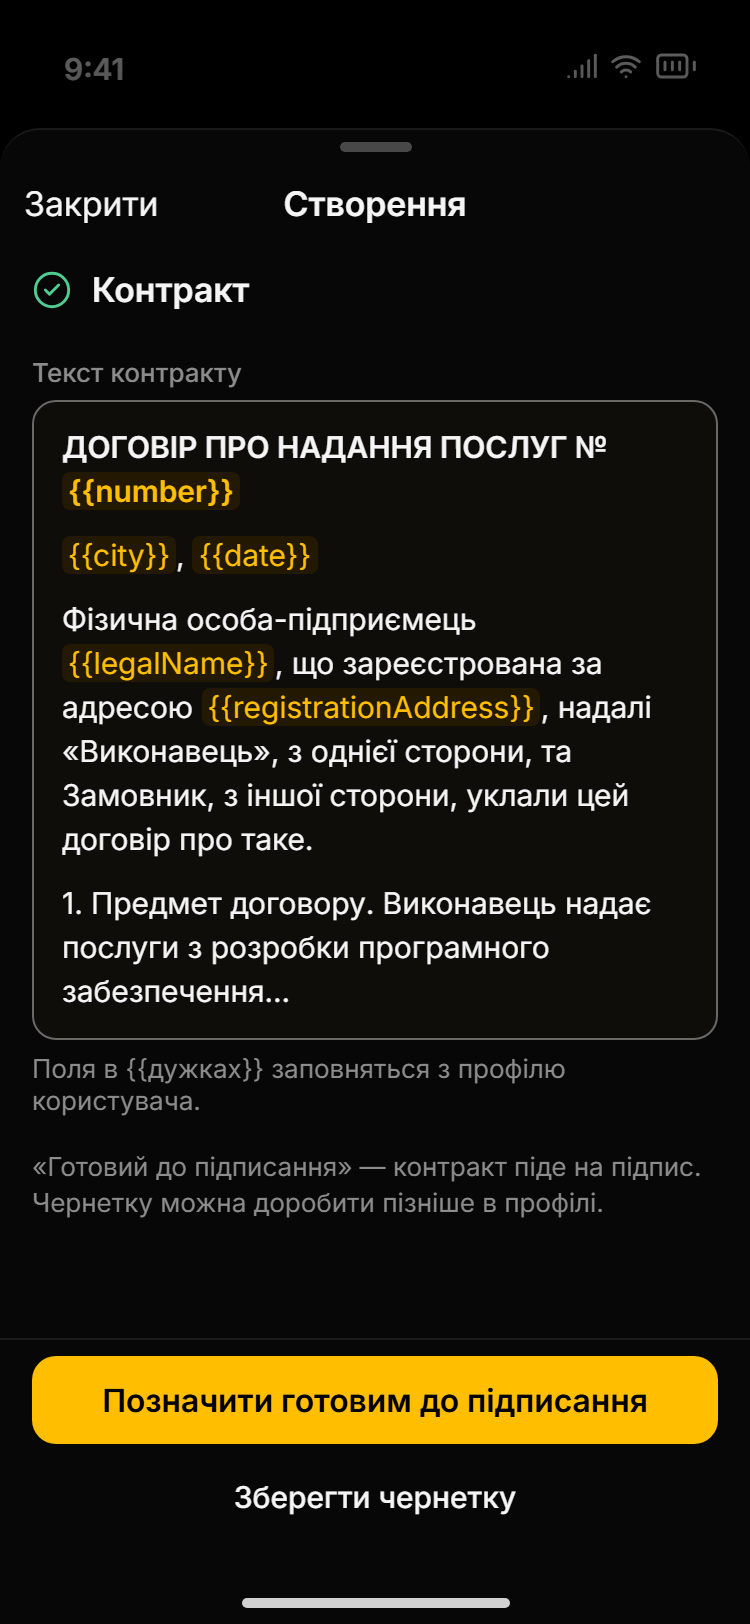 9:41
Закрити
Створення
Контракт
Текст контракту
ДОГОВІР ПРО НАДАННЯ ПОСЛУГ №
{{number}}
{{city}}, {{date}}
Фізична особа-підприємець
{{legalName}}, що зареєстрована за
адресою {{registrationAddress}}, надалі
«Виконавець», з однієї сторони, та
Замовник, з іншої сторони, уклали цей
договір про таке.
1. Предмет договору. Виконавець надає
послуги з розробки програмного
забезпечення…
Поля в {{дужках}} заповняться з профілю
користувача.
«Готовий до підписання» — контракт піде на підпис.
Чернетку можна доробити пізніше в профілі.
Позначити готовим до підписання
Зберегти чернетку